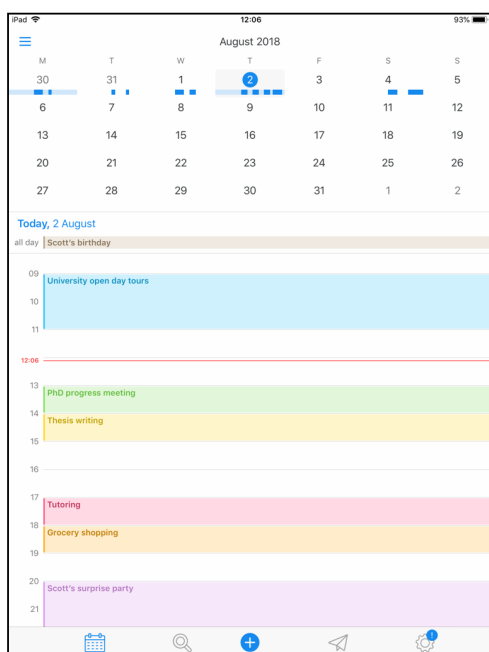 iPad 12:06 93%
August 2018
M T W T F S S
30 31 1 2 3 4 5
6 7 8 9 10 11 12
13 14 15 16 17 18 19
20 21 22 23 24 25 26
27 28 29 30 31 1 2
Today, 2 August
all day Scott's birthday
09
University open day tours
10
11
12:06
13
PhD progress meeting
14
Thesis writing
15
16
17
Tutoring
18
Grocery shopping
19
20
Scott's surprise party
21
!